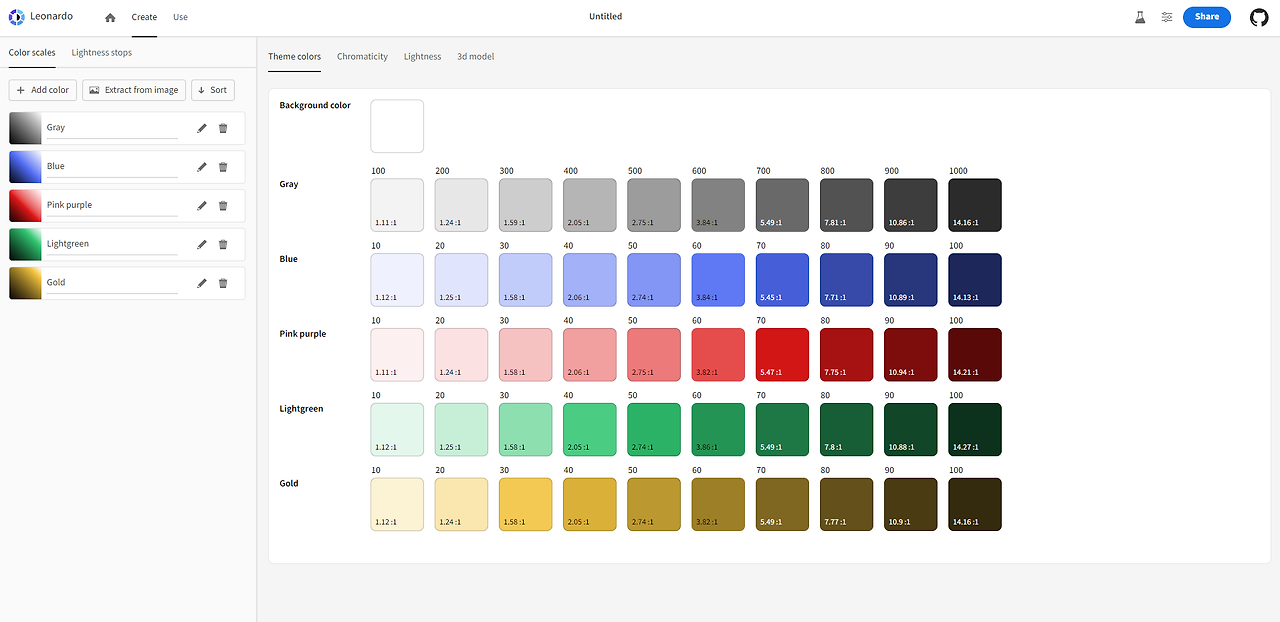 Leonardo
Create
Use
Untitled
Share
Color scales
Lightness stops
Add color
Extract from image
Sort
Gray
Blue
Pink purple
Lightgreen
Gold
Theme colors
Chromaticity
Lightness
3d model
Background color
100 200 300 400 500 600 700 800 900 1000
Gray
1.11 :1 1.24 :1 1.59 :1 2.05 :1 2.75 :1 3.84 :1 5.49 :1 7.81 :1 10.86 :1 14.16 :1
10 20 30 40 50 60 70 80 90 100
Blue
1.12 :1 1.25 :1 1.58 :1 2.06 :1 2.74 :1 3.84 :1 5.45 :1 7.71 :1 10.89 :1 14.13 :1
10 20 30 40 50 60 70 80 90 100
Pink purple
1.11 :1 1.24 :1 1.58 :1 2.06 :1 2.75 :1 3.82 :1 5.47 :1 7.75 :1 10.94 :1 14.21 :1
10 20 30 40 50 60 70 80 90 100
Lightgreen
1.12 :1 1.25 :1 1.58 :1 2.05 :1 2.74 :1 3.86 :1 5.49 :1 7.8 :1 10.88 :1 14.27 :1
10 20 30 40 50 60 70 80 90 100
Gold
1.12 :1 1.24 :1 1.58 :1 2.05 :1 2.74 :1 3.82 :1 5.49 :1 7.77 :1 10.9 :1 14.16 :1